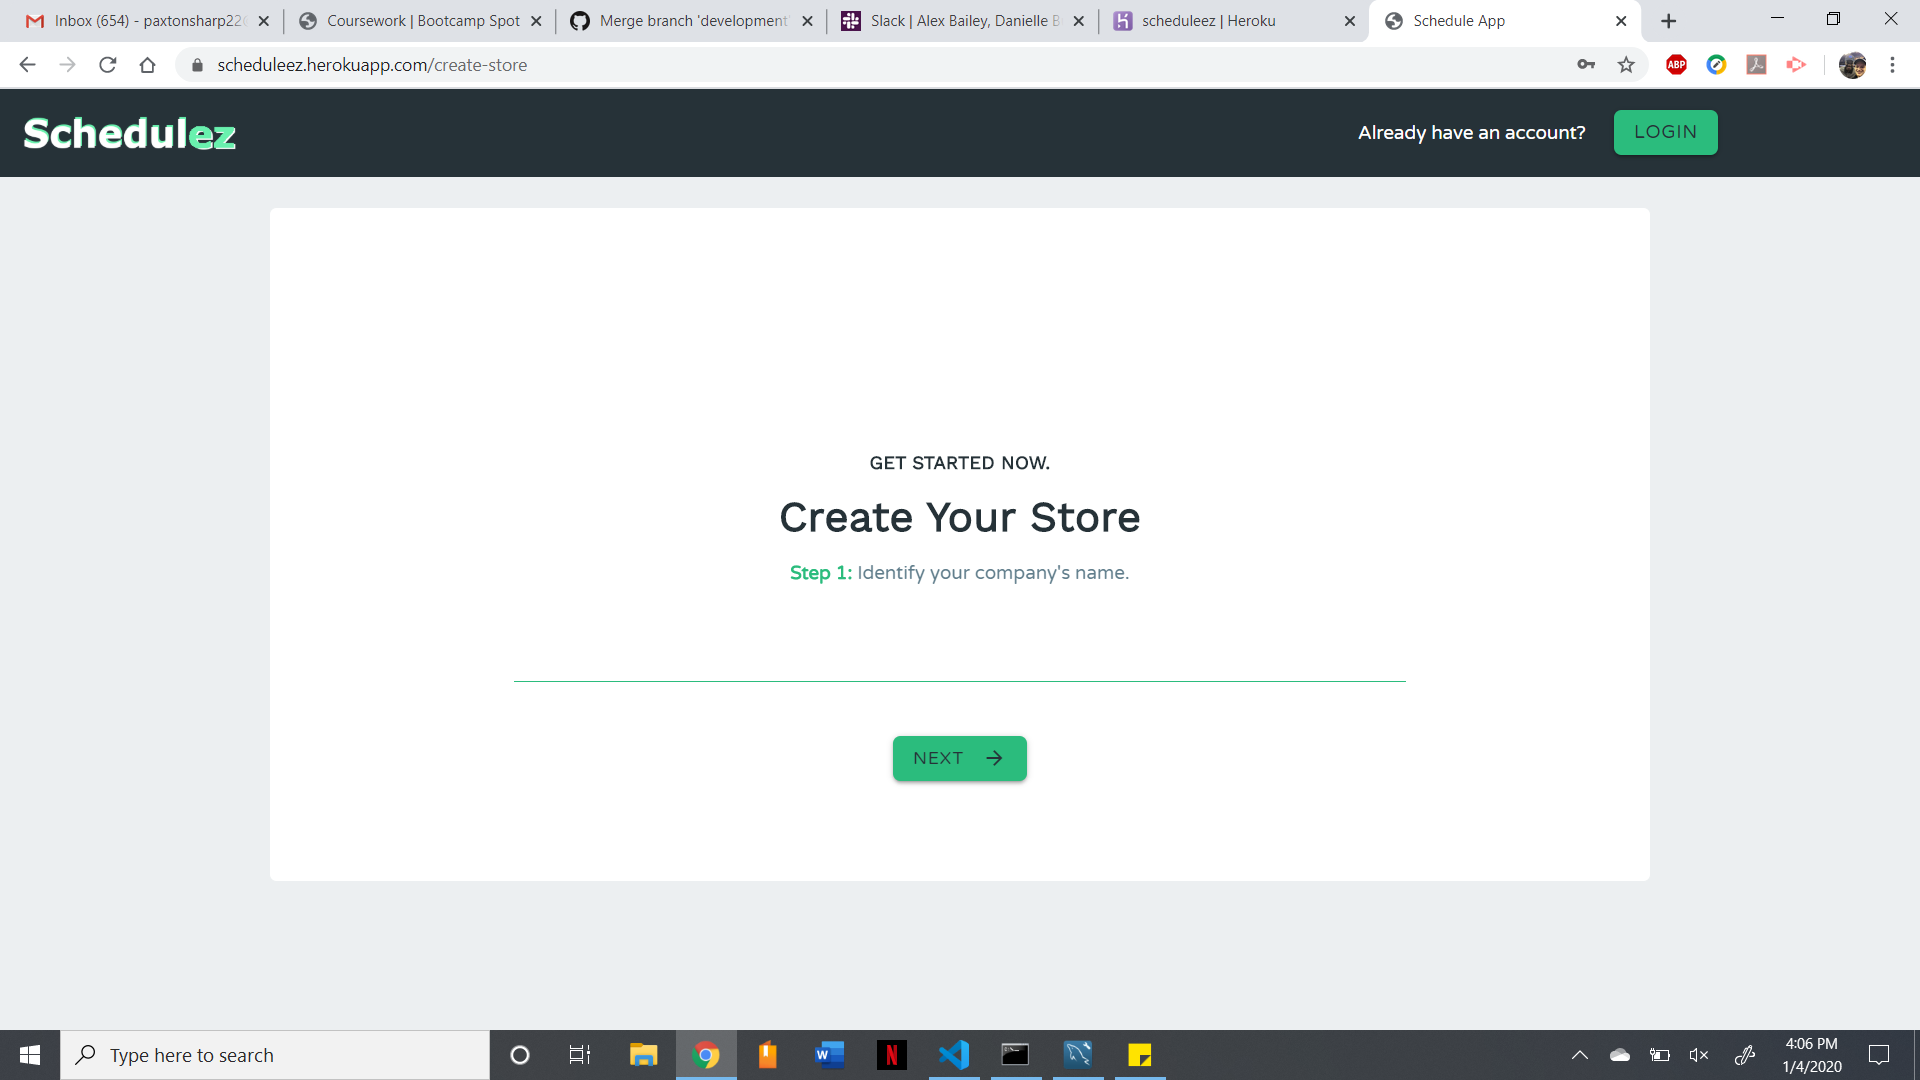 Inbox (654) - paxtonsharp226
Coursework | Bootcamp Spot
Merge branch 'development'
Slack | Alex Bailey, Danielle B
scheduleez | Heroku
Schedule App
scheduleez.herokuapp.com/create-store
ABP
Schedulez
Already have an account?
LOGIN
GET STARTED NOW.
Create Your Store
Step 1: Identify your company's name.
NEXT
Type here to search
4:06 PM
1/4/2020